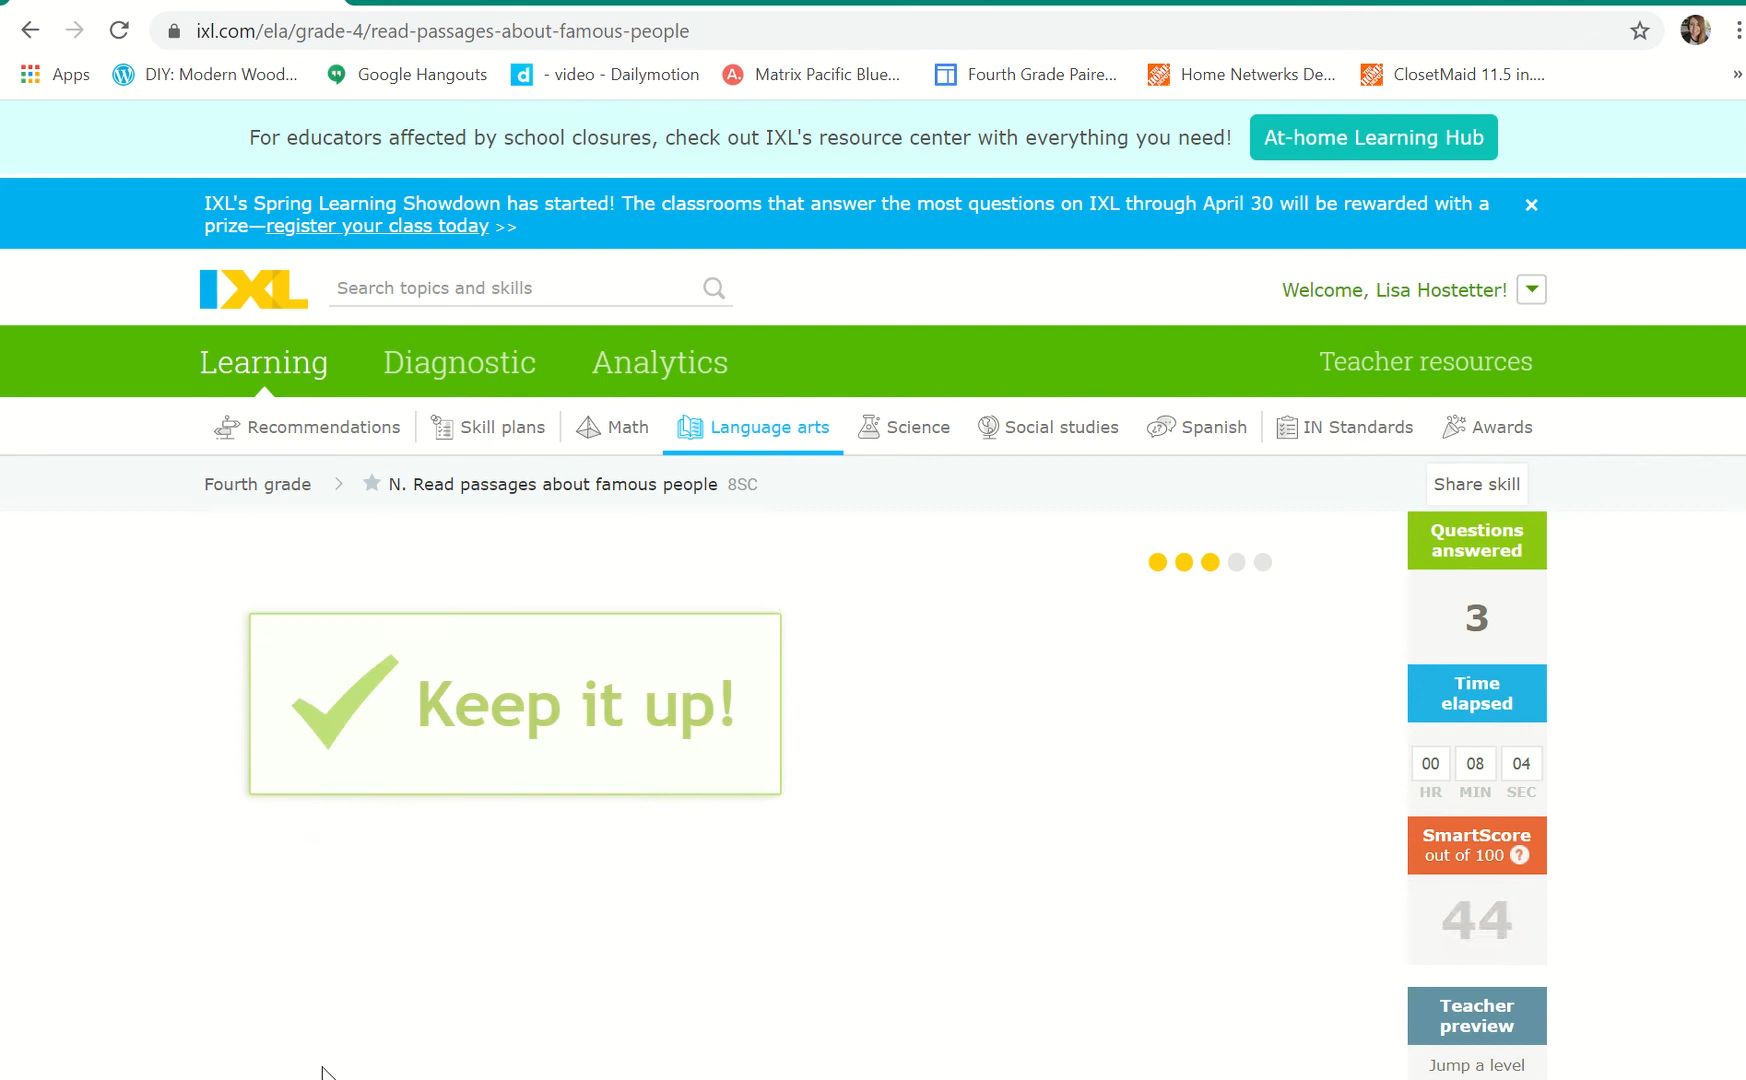 ixl.com/ela/grade-4/read-passages-about-famous-people
Apps DIY: Modern Wood... Google Hangouts d - video - Dailymotion A. Matrix Pacific Blue... Fourth Grade Paire... Home Netwerks De... ClosetMaid 11.5 in.... »
For educators affected by school closures, check out IXL's resource center with everything you need! At-home Learning Hub
IXL's Spring Learning Showdown has started! The classrooms that answer the most questions on IXL through April 30 will be rewarded with a
prize—register your class today >>
IXL Search topics and skills Welcome, Lisa Hostetter!
Learning Diagnostic Analytics Teacher resources
Recommendations Skill plans Math Language arts Science Social studies Spanish IN Standards Awards
Fourth grade > N. Read passages about famous people 8SC Share skill
Questions
answered
3
Keep it up!
Time
elapsed
00 08 04
HR MIN SEC
SmartScore
out of 100 ?
44
Teacher
preview
Jump a level